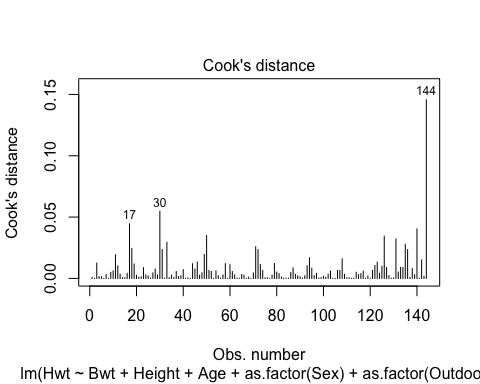 Cook's distance
0.15
0.10
0.05
0.00
Cook's distance
144
17
30
0 20 40 60 80 100 120 140
Obs. number
lm(Hwt ~ Bwt + Height + Age + as.factor(Sex) + as.factor(Outdoo